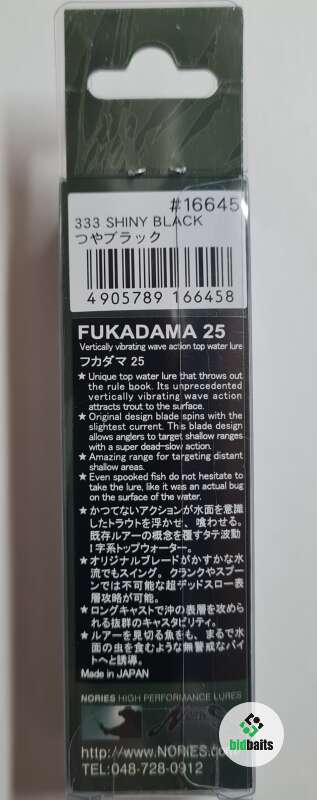 #16645
333 SHINY BLACK
つやブラック
4 905789 166458
FUKADAMA 25
Vertically vibrating wave action top water lure
フカダマ 25
★ Unique top water lure that throws out
the rule book. Its unprecedented
vertically vibrating wave action
attracts trout to the surface.
★ Original design blade spins with the
slightest current. This blade design
allows anglers to target shallow ranges
with a super dead-slow action.
★ Amazing range for targeting distant
shallow areas.
★ Even spooked fish do not hesitate to
take the lure, like it was an actual bug
on the surface of the water.
★ かつてないアクションが水面を意識
したトラウトを浮かせ、喰わせる。
既存ルアーの概念を覆すタテ波動
I字系トップウォーター。
★ オリジナルブレードがかすかな水
流でもスイング。クランクやスプー
ンでは不可能な超デッドスロー表
層攻略が可能。
★ ロングキャストで沖の表層を攻めら
れる抜群のキャスタビリティ。
★ ルアーを見切る魚をも、まるで水
面の虫を食むような無警戒なバイ
トへと誘導。
Made in JAPAN
NORIES HIGH PERFORMANCE LURES
http://www.NORIES.com
TEL:048-728-0912
bidbaits